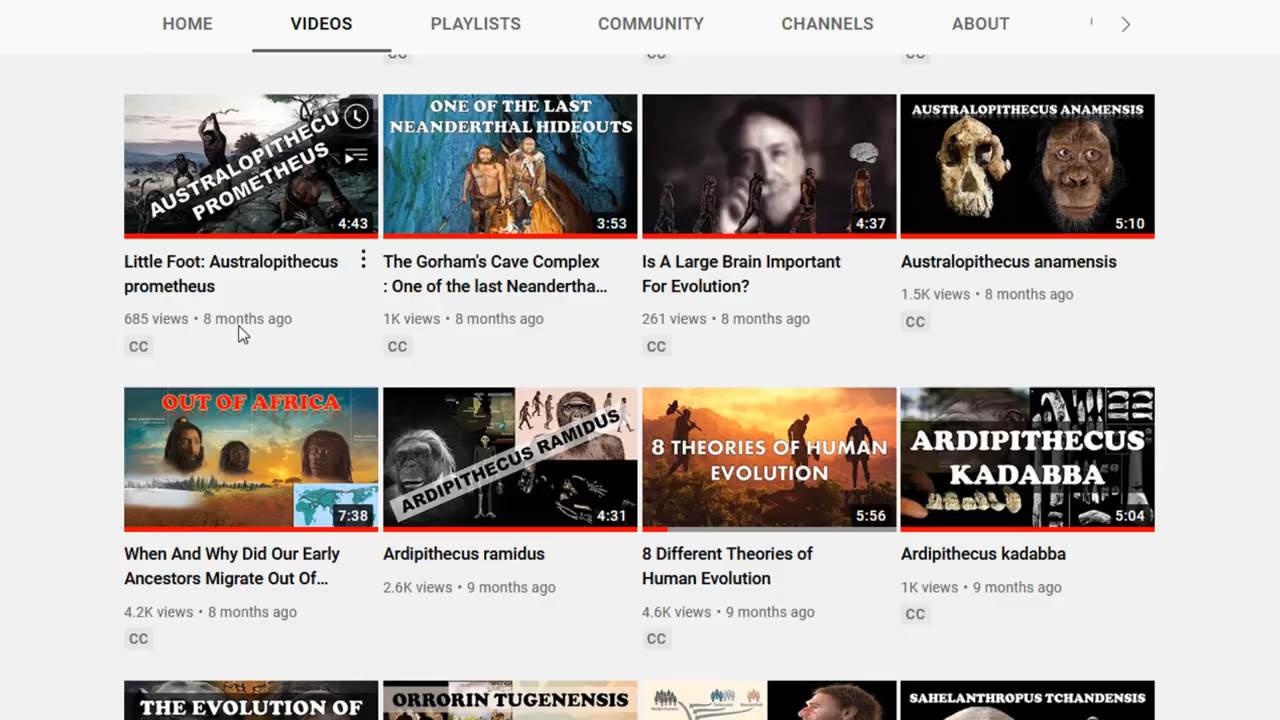 HOME VIDEOS PLAYLISTS COMMUNITY CHANNELS ABOUT
CC CC CC
AUSTRALOPITHECU
PROMETHEUS
4:43
ONE OF THE LAST
NEANDERTHAL HIDEOUTS
3:53
4:37
AUSTRALOPITHECUS ANAMENSIS
5:10
Little Foot: Australopithecus
prometheus
685 views • 8 months ago
CC
The Gorham's Cave Complex
: One of the last Neandertha...
1K views • 8 months ago
CC
Is A Large Brain Important
For Evolution?
261 views • 8 months ago
CC
Australopithecus anamensis
1.5K views • 8 months ago
CC
OUT OF AFRICA
7:38
ARDIPITHECUS RAMIDUS
4:31
8 THEORIES OF HUMAN
EVOLUTION
5:56
ARDIPITHECUS
KADABBA
5:04
When And Why Did Our Early
Ancestors Migrate Out Of...
4.2K views • 8 months ago
CC
Ardipithecus ramidus
2.6K views • 9 months ago
8 Different Theories of
Human Evolution
4.6K views • 9 months ago
CC
Ardipithecus kadabba
1K views • 9 months ago
CC
THE EVOLUTION OF
ORRORIN TUGENENSIS
SAHELANTHROPUS TCHANDENSIS